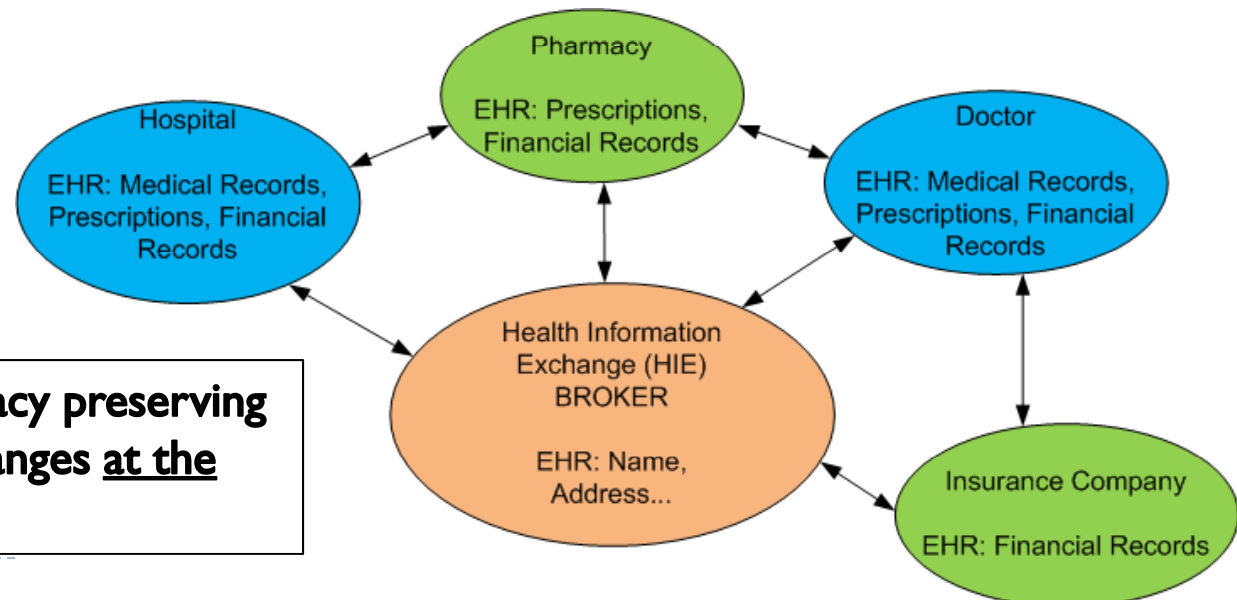 Pharmacy
EHR: Prescriptions,
Financial Records
Hospital
EHR: Medical Records,
Prescriptions, Financial
Records
Doctor
EHR: Medical Records,
Prescriptions, Financial
Records
Health Information
Exchange (HIE)
BROKER
EHR: Name,
Address...
acy preserving
anges at the
Insurance Company
EHR: Financial Records